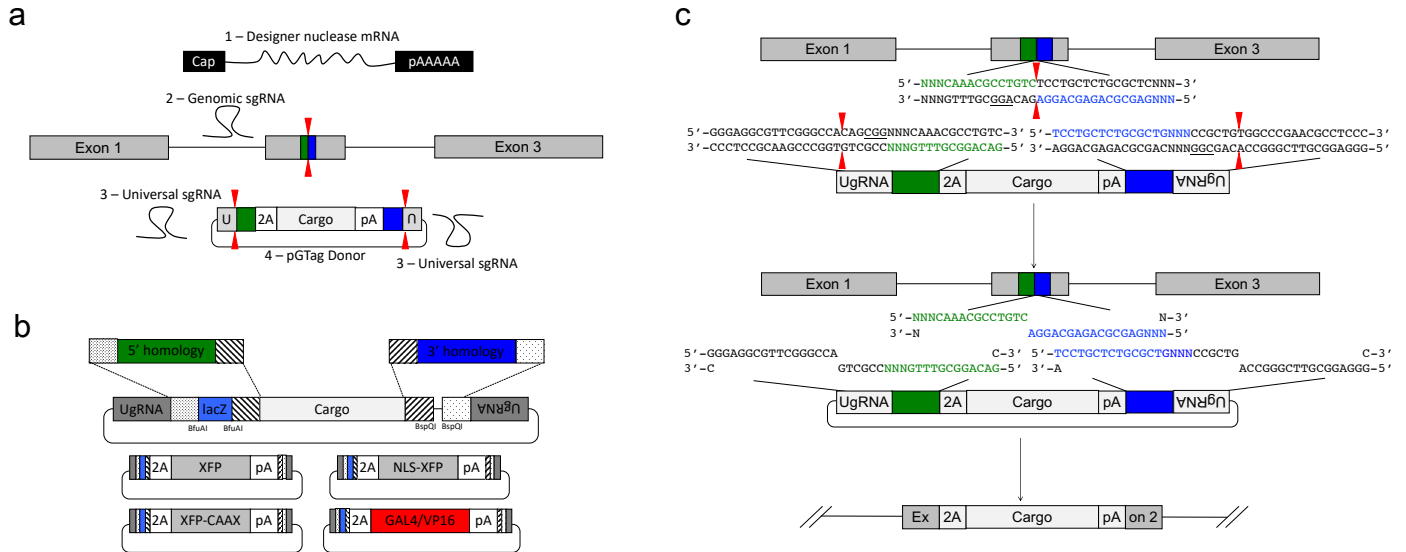 a
1 – Designer nuclease mRNA
Cap
pAAAAA
2 – Genomic sgRNA
Exon 1
Exon 3
3 – Universal sgRNA
U 2A Cargo pA U
4 – pGTag Donor
3 – Universal sgRNA
b
5’ homology
3’ homology
UgRNA lacZ Cargo UgRNA
BfuAI BfuAI BspQI BspQI
2A XFP pA
2A NLS-XFP pA
2A XFP-CAAX pA
2A GAL4/VP16 pA
c
Exon 1
Exon 3
5’-NNNCAAACGCCTGTCTCCTGCTCTGCGCTCNNN-3’
3’-NNNGTTTGCGGACAGAGGACGAGACGCGAGNNN-5’
5’-GGGAGGCGTTCGGGCCACAGCGGNNNCAAACGCCTGTC-3’
3’-CCCTCCGCAAGCCCGGTGTCGCCNNNGTTTGCGGACAG-5’
5’-TCCTGCTCTGCGCTGNNNCCGCTGTGGCCCGAACGCCTCCC-3’
3’-AGGACGAGACGCGACNNNGGCGACACCGGGCTTGCGGAGGG-5’
UgRNA 2A Cargo pA UgRNA
Exon 1
Exon 3
5’-NNNCAAACGCCTGTC N-3’
3’-N AGGACGAGACGCGAGNNN-5’
5’-GGGAGGCGTTCGGGCCA C-3’
3’-C GTCGCCNNNGTTTGCGGACAG-5’
5’-TCCTGCTCTGCGCTGNNNCCGCTG C-3’
3’-A ACCGGGCTTGCGGAGGG-5’
UgRNA 2A Cargo pA UgRNA
Ex 2A Cargo pA on 2